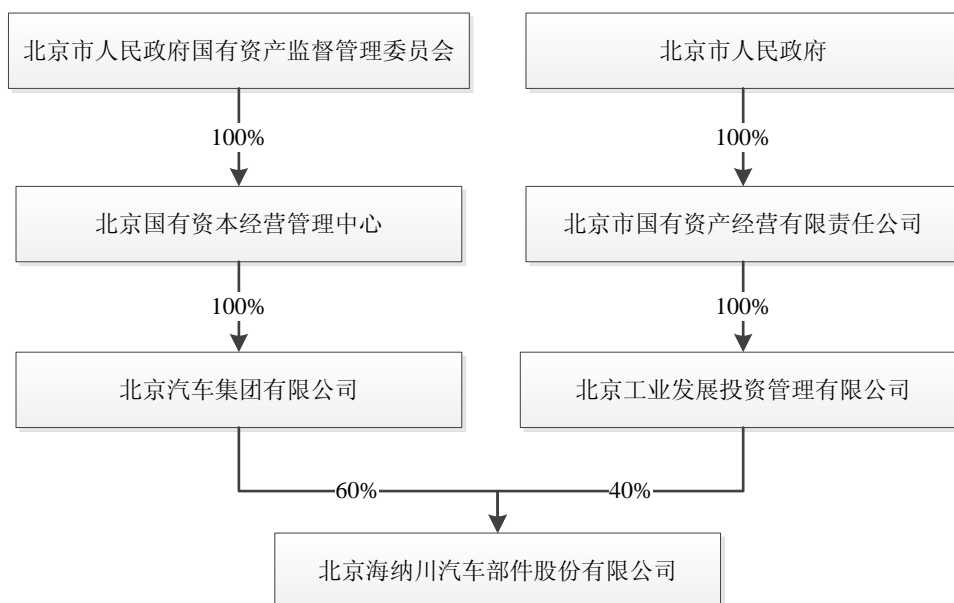 北京市人民政府国有资产监督管理委员会
北京市人民政府
100%
100%
北京国有资本经营管理中心
北京市国有资产经营有限责任公司
100%
100%
北京汽车集团有限公司
北京工业发展投资管理有限公司
60%
40%
北京海纳川汽车部件股份有限公司